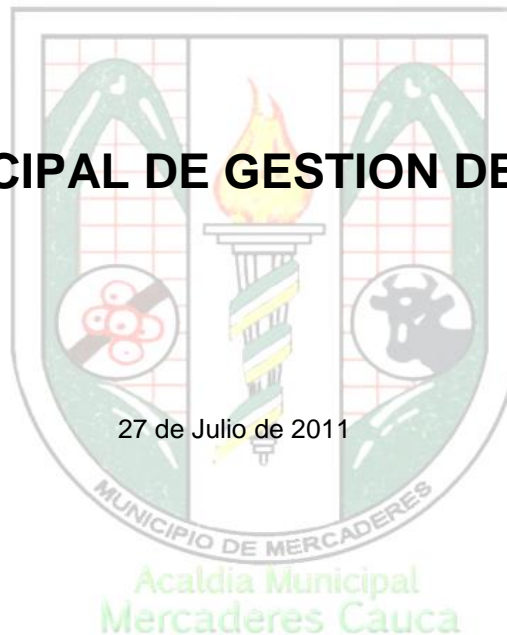 CIPAL DE GESTION DE
27 de Julio de 2011
MUNICIPIO DE MERCADERES
Acaldia Municipal
Mercaderes Cauca